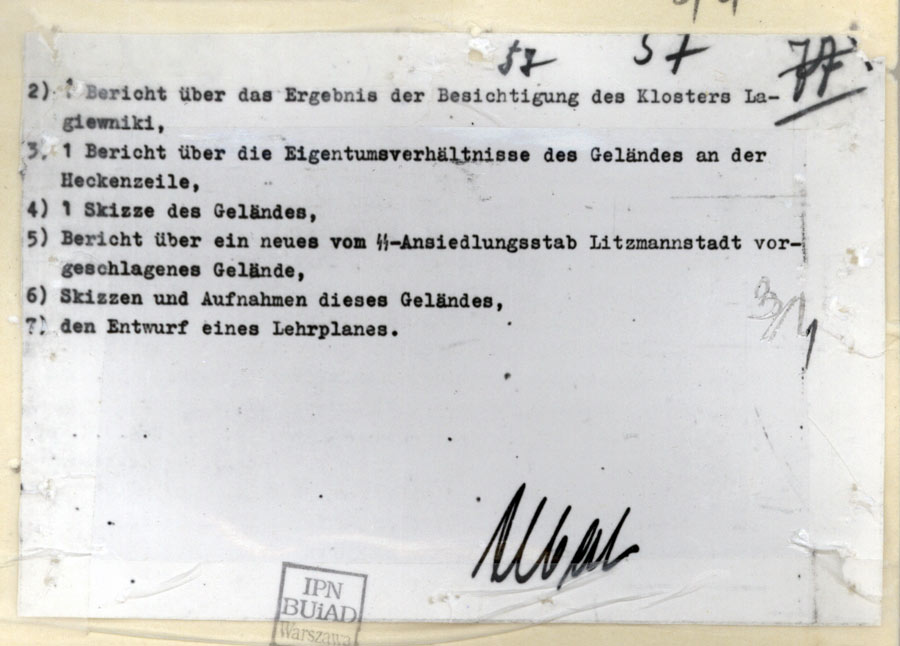 57 57 77
2) 1 Bericht über das Ergebnis der Besichtigung des Klosters La-
giewniki,
3. 1 Bericht über die Eigentumsverhältnisse des Geländes an der
Heckenzeile,
4) 1 Skizze des Geländes,
5) Bericht über ein neues vom ᛋᛋ-Ansiedlungsstab Litzmannstadt vor-
geschlagenes Gelände,
6) Skizzen und Aufnahmen dieses Geländes,
7) den Entwurf eines Lehrplanes.
IPN
BUiAD
Warszawa